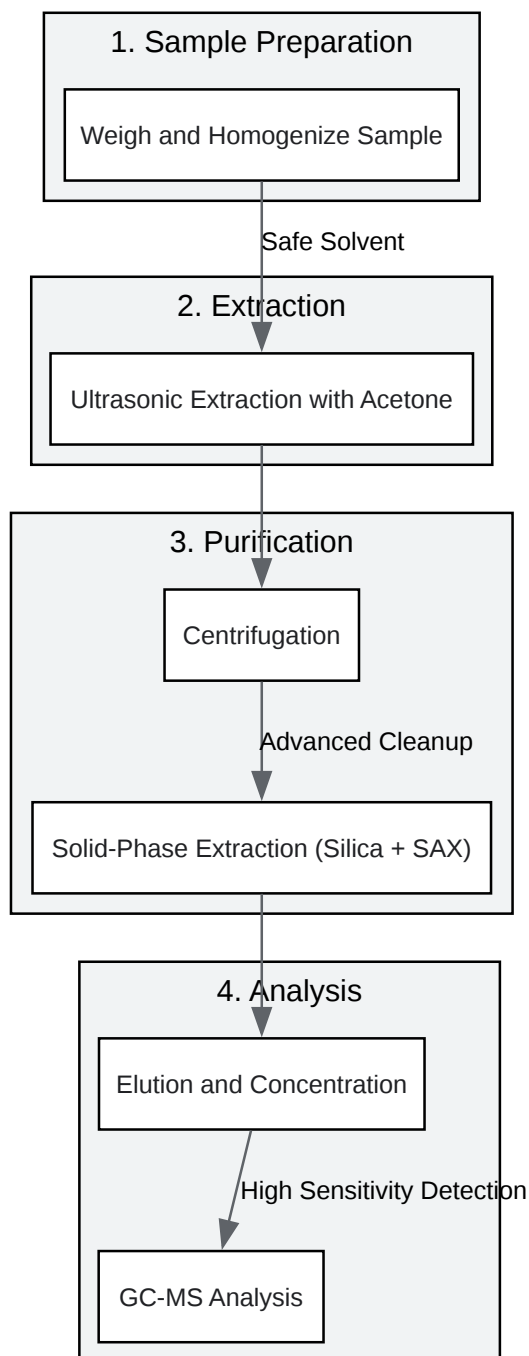 1. Sample Preparation
Weigh and Homogenize Sample
Safe Solvent
2. Extraction
Ultrasonic Extraction with Acetone
3. Purification
Centrifugation
Advanced Cleanup
Solid-Phase Extraction (Silica + SAX)
4. Analysis
Elution and Concentration
High Sensitivity Detection
GC-MS Analysis